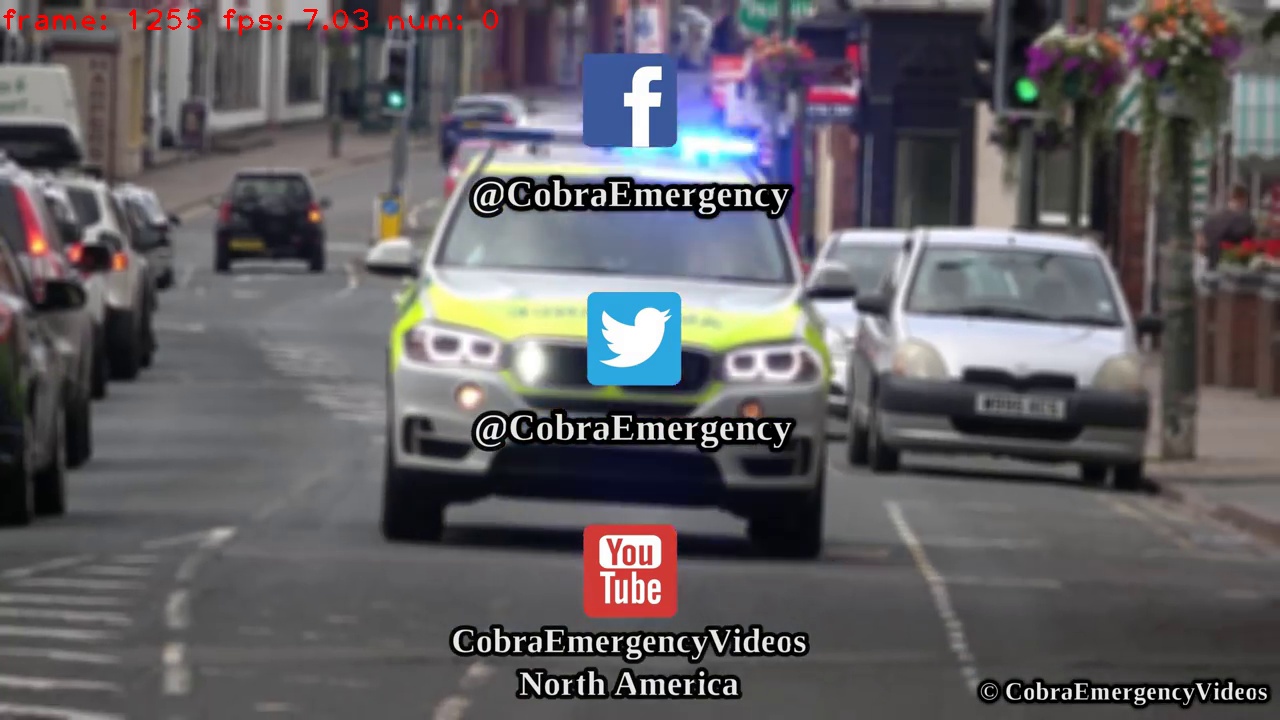 frame: 1255 fps: 7.03 num: 0
f
@CobraEmergency
@CobraEmergency
You
Tube
CobraEmergencyVideos
North America
© CobraEmergencyVideos